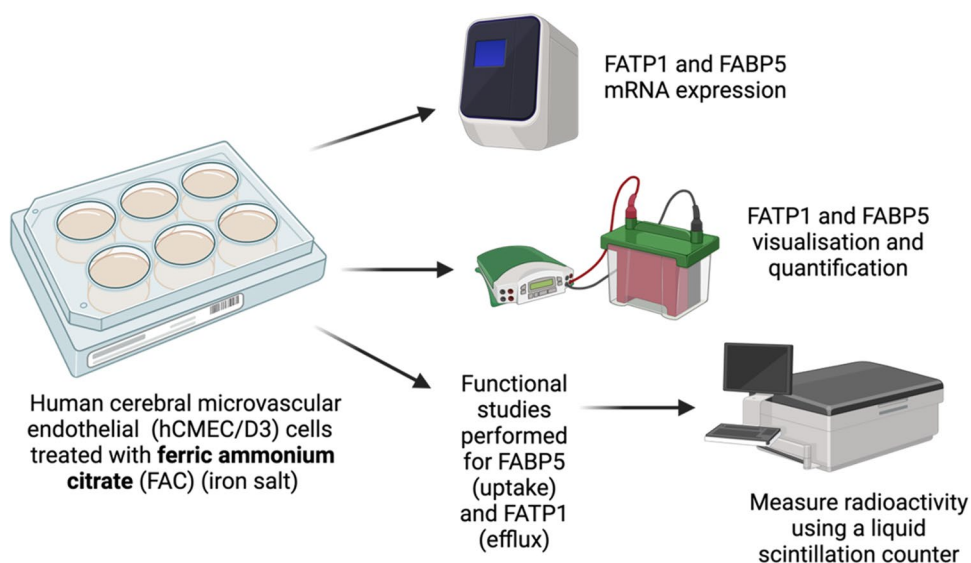 FATP1 and FABP5
mRNA expression
FATP1 and FABP5
visualisation and
quantification
Human cerebral microvascular
endothelial (hCMEC/D3) cells
treated with ferric ammonium
citrate (FAC) (iron salt)
Functional
studies
performed
for FABP5
(uptake)
and FATP1
(efflux)
Measure radioactivity
using a liquid
scintillation counter